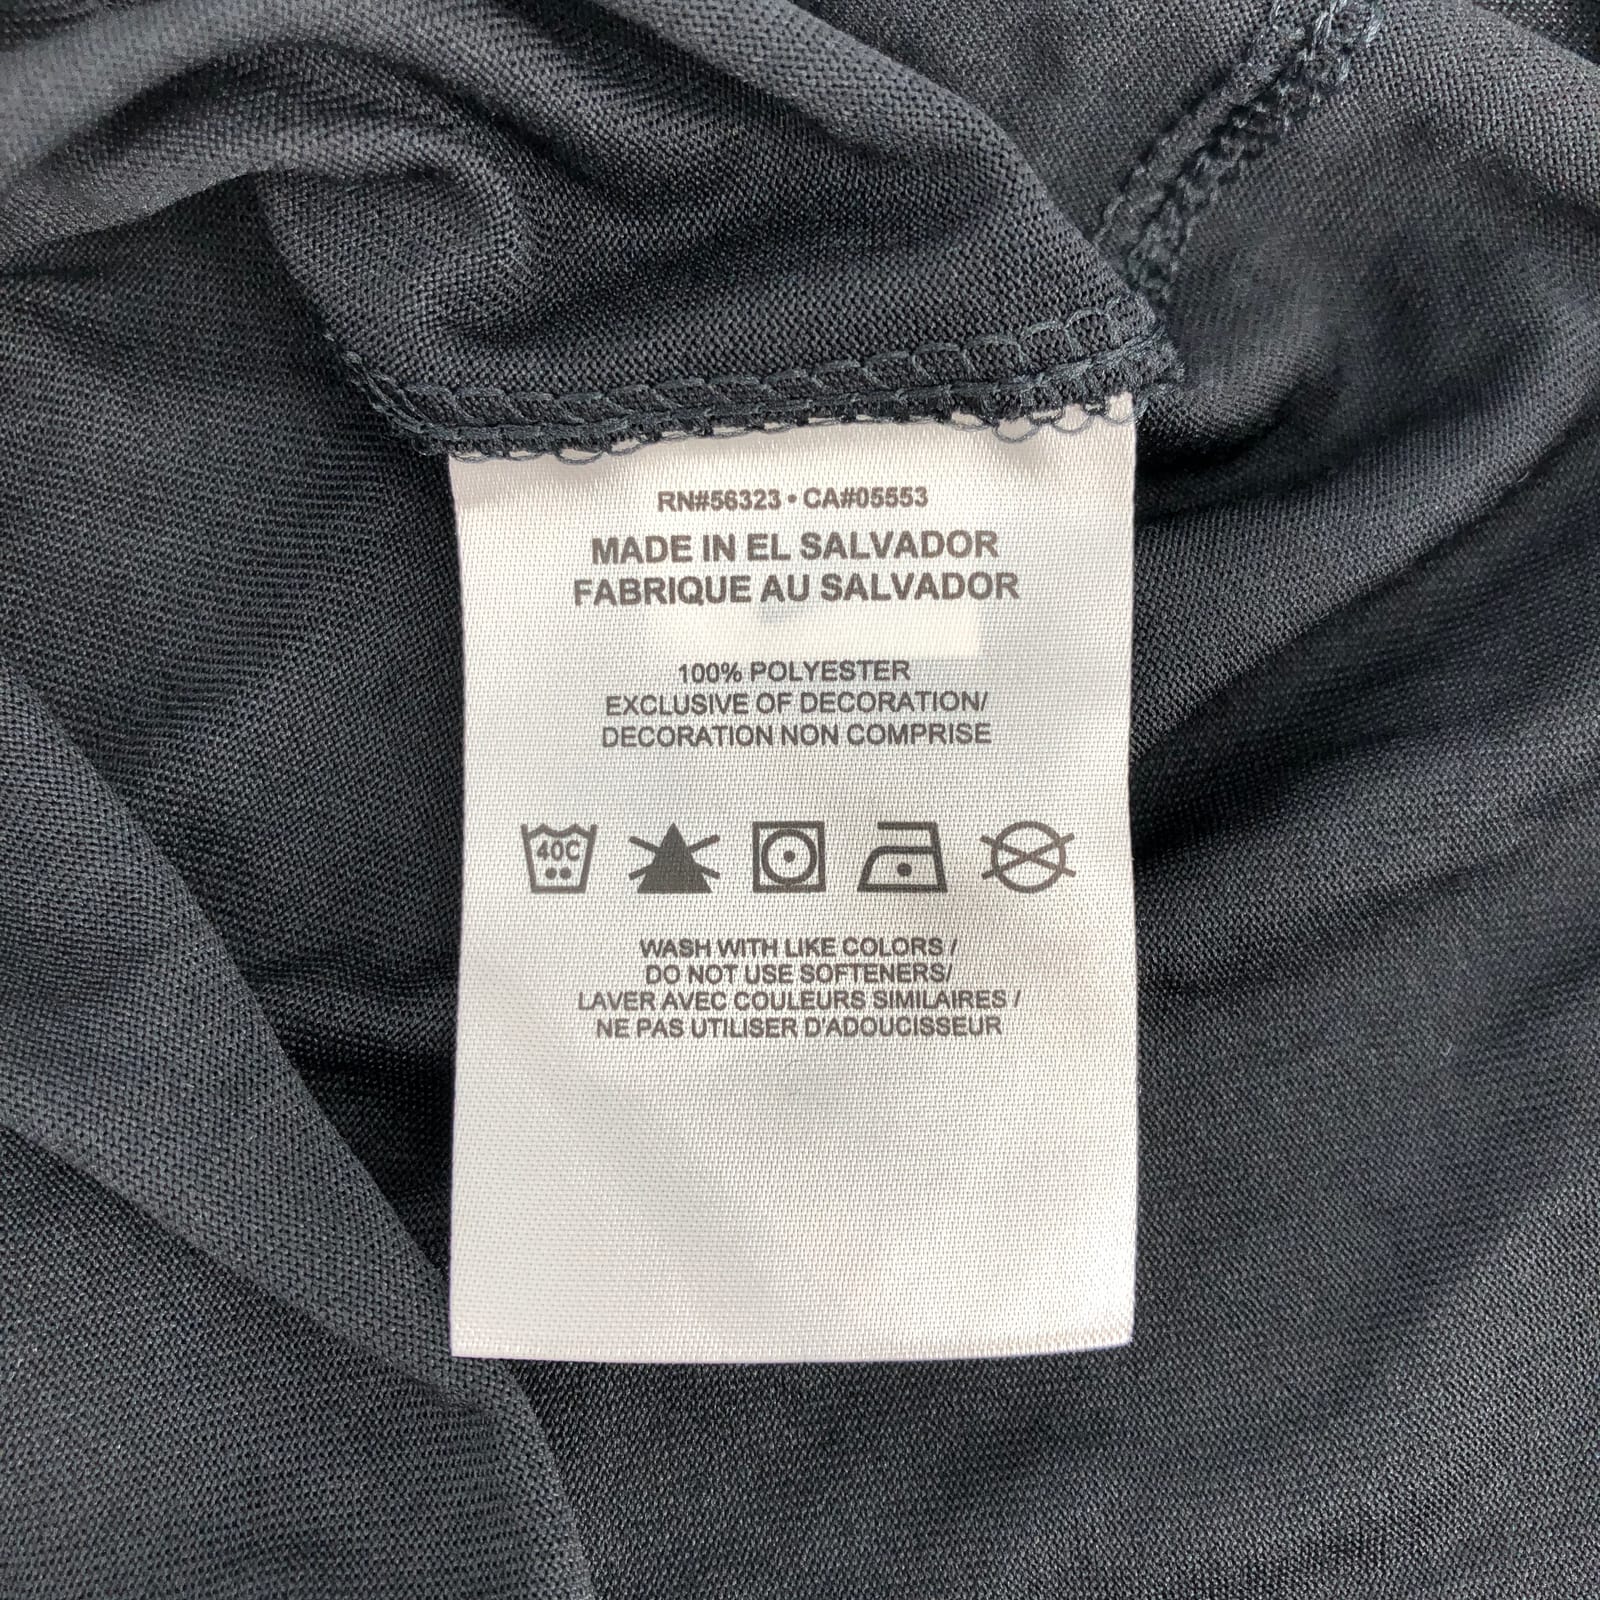 RN#56323 • CA#05553
MADE IN EL SALVADOR
FABRIQUE AU SALVADOR
100% POLYESTER
EXCLUSIVE OF DECORATION/
DECORATION NON COMPRISE
40C
WASH WITH LIKE COLORS /
DO NOT USE SOFTENERS/
LAVER AVEC COULEURS SIMILAIRES /
NE PAS UTILISER D'ADOUCISSEUR